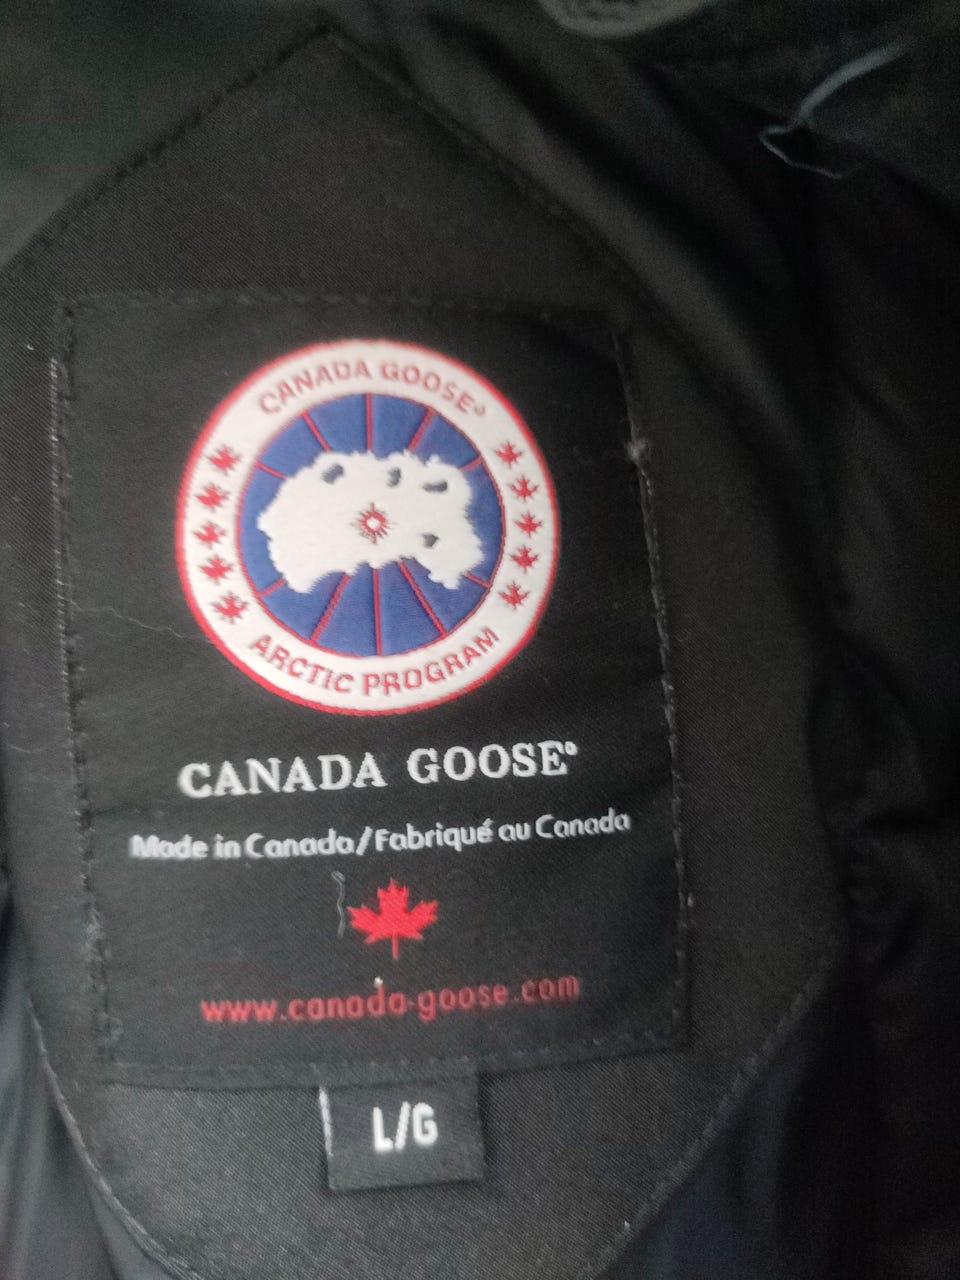 CANADA GOOSE®
ARCTIC PROGRAM
CANADA GOOSE®
Made in Canada/Fabriqué au Canada
www.canada-goose.com
L/G